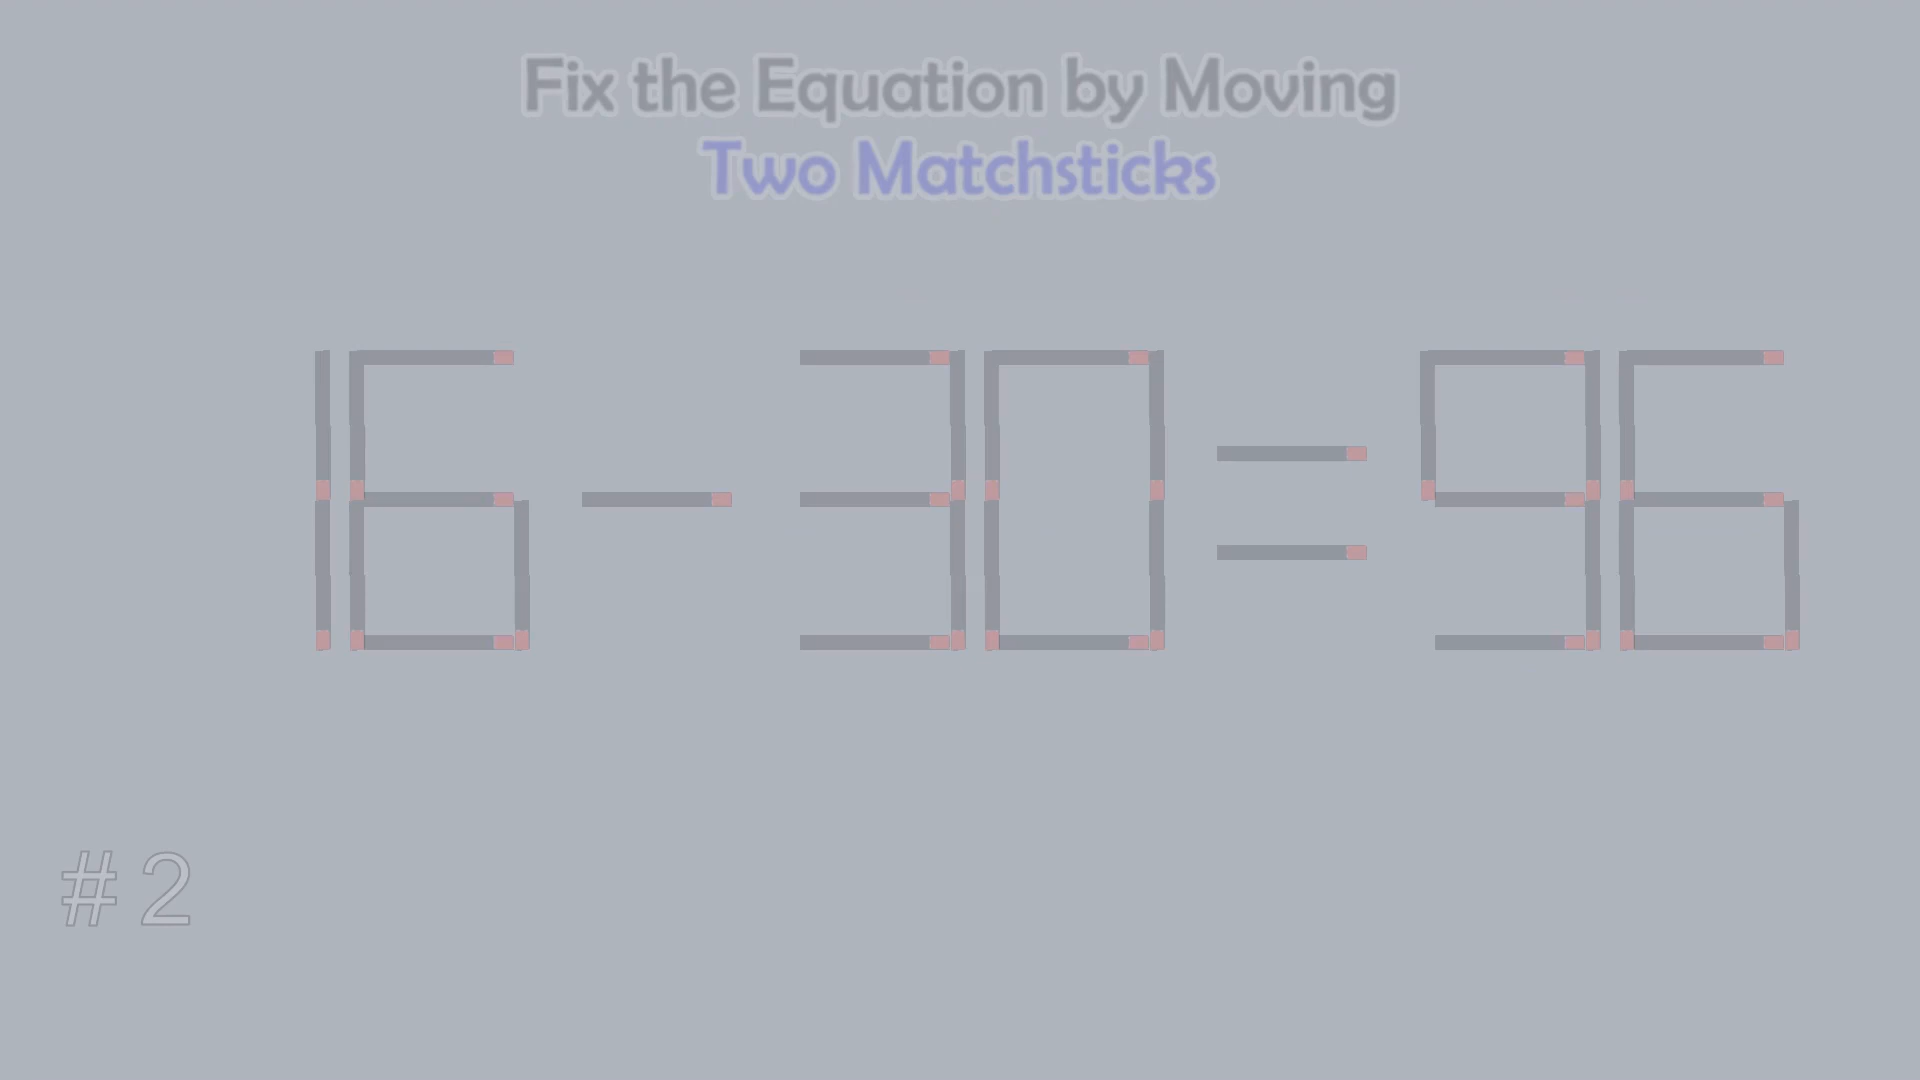 Fix the Equation by Moving
Two Matchsticks
16-30=96
#2